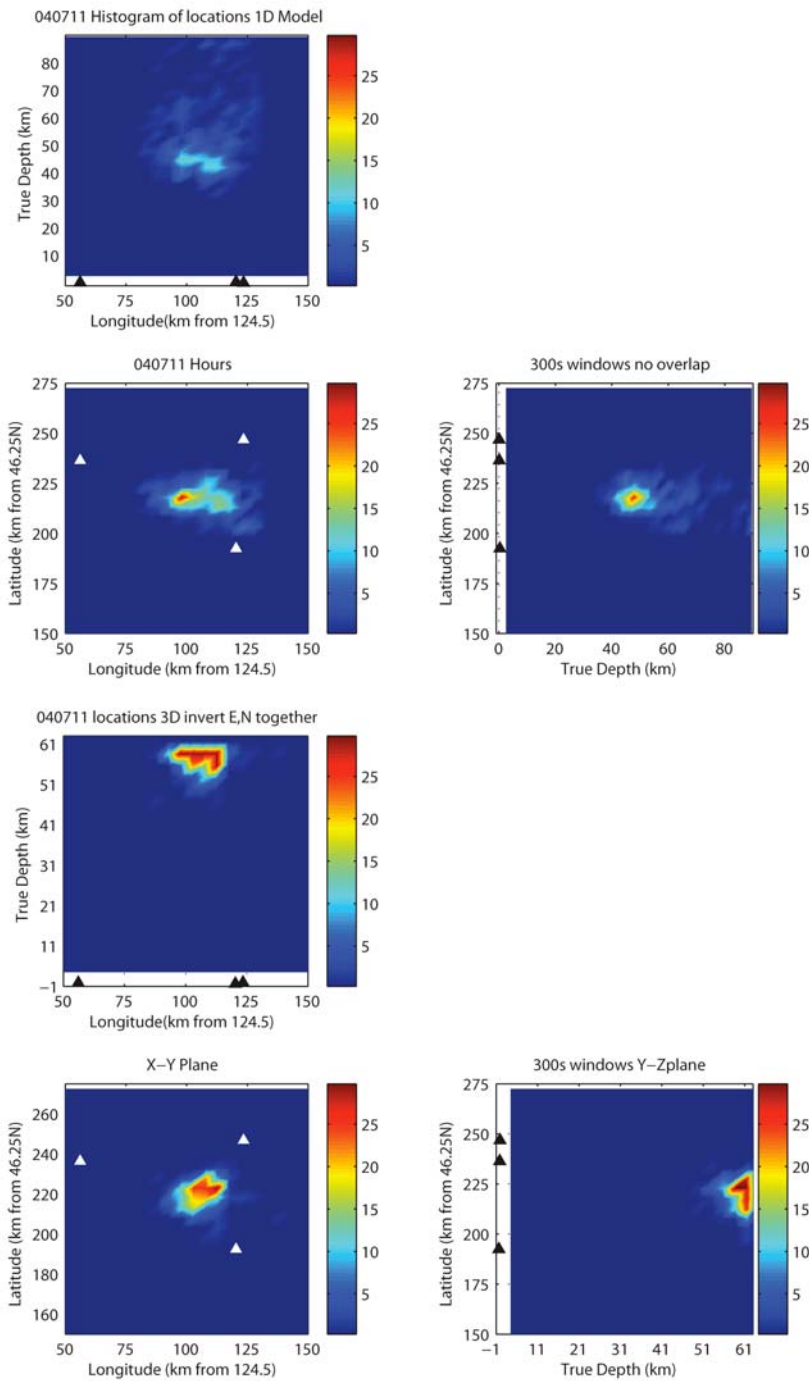 040711 Histogram of locations 1D Model
True Depth (km)
90
80
70
60
50
40
30
20
10
50 75 100 125 150
Longitude(km from 124.5)
25
20
15
10
5
040711 Hours
Latitude (km from 46.25N)
275
250
225
200
175
150
50 75 100 125 150
Longitude (km from 124.5)
25
20
15
10
5
300s windows no overlap
Latitude (km from 46.25N)
275
250
225
200
175
150
0 20 40 60 80
True Depth (km)
25
20
15
10
5
040711 locations 3D invert E,N together
True Depth (km)
61
51
41
31
21
11
−1
50 75 100 125 150
Longitude(km from 124.5)
25
20
15
10
5
X−Y Plane
Latitude (km from 46.25N)
260
240
220
200
180
160
50 75 100 125 150
Longitude (km from 124.5)
25
20
15
10
5
300s windows Y−Zplane
Latitude (km from 46.25N)
275
250
225
200
175
150
−1 11 21 31 41 51 61
True Depth (km)
25
20
15
10
5